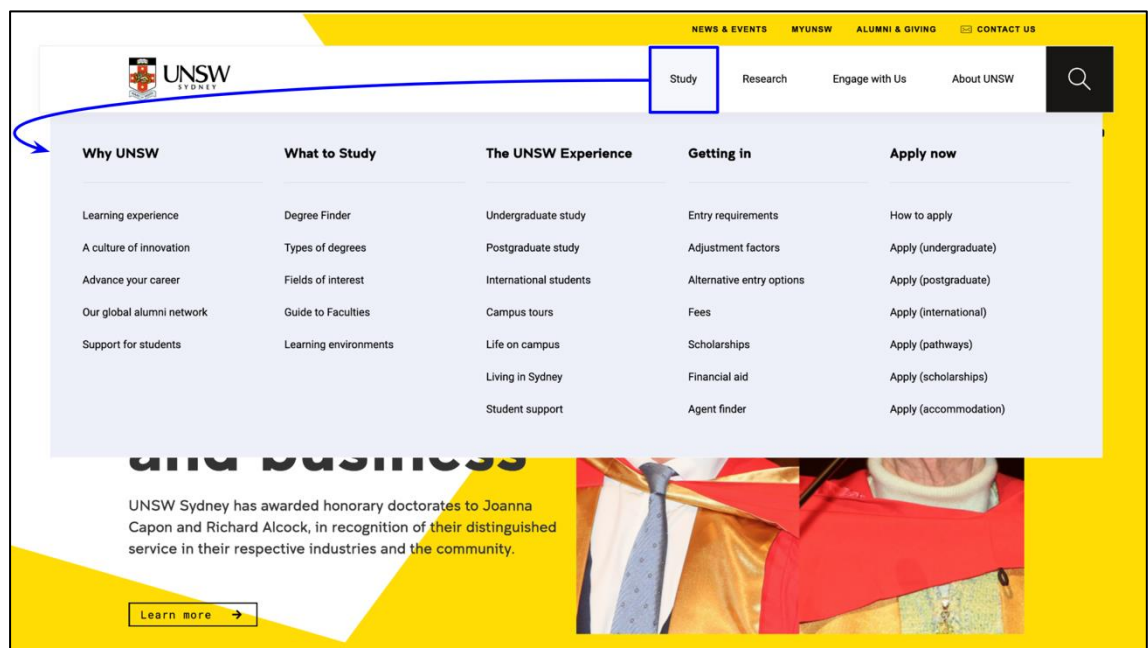 NEWS & EVENTS MYUNSW ALUMNI & GIVING CONTACT US
UNSW
SYDNEY
Study Research Engage with Us About UNSW
Why UNSW
Learning experience
A culture of innovation
Advance your career
Our global alumni network
Support for students
What to Study
Degree Finder
Types of degrees
Fields of interest
Guide to Faculties
Learning environments
The UNSW Experience
Undergraduate study
Postgraduate study
International students
Campus tours
Life on campus
Living in Sydney
Student support
Getting in
Entry requirements
Adjustment factors
Alternative entry options
Fees
Scholarships
Financial aid
Agent finder
Apply now
How to apply
Apply (undergraduate)
Apply (postgraduate)
Apply (international)
Apply (pathways)
Apply (scholarships)
Apply (accommodation)
and business
UNSW Sydney has awarded honorary doctorates to Joanna
Capon and Richard Alcock, in recognition of their distinguished
service in their respective industries and the community.
Learn more →